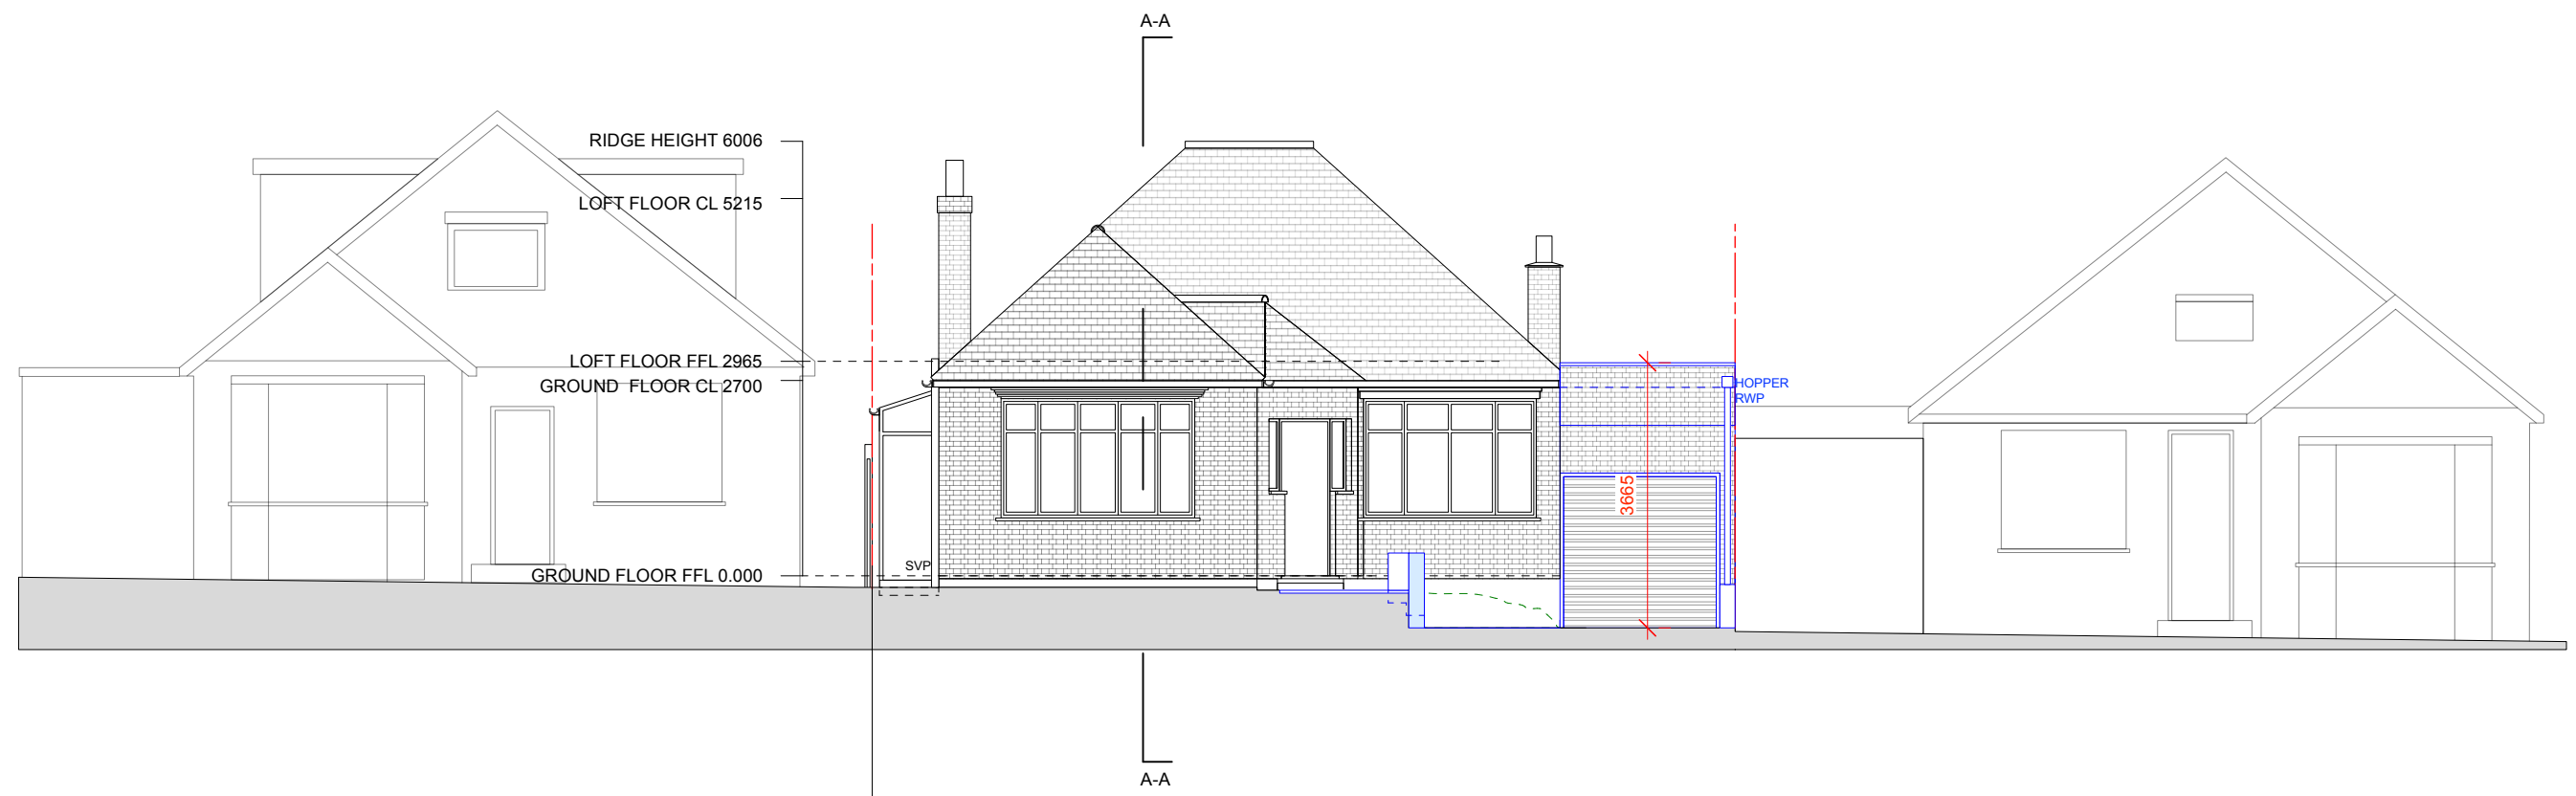 A-A
RIDGE HEIGHT 6006
LOFT FLOOR CL 5215
LOFT FLOOR FFL 2965
GROUND FLOOR CL 2700
HOPPER
RWP
3665
SVP
GROUND FLOOR FFL 0.000
A-A